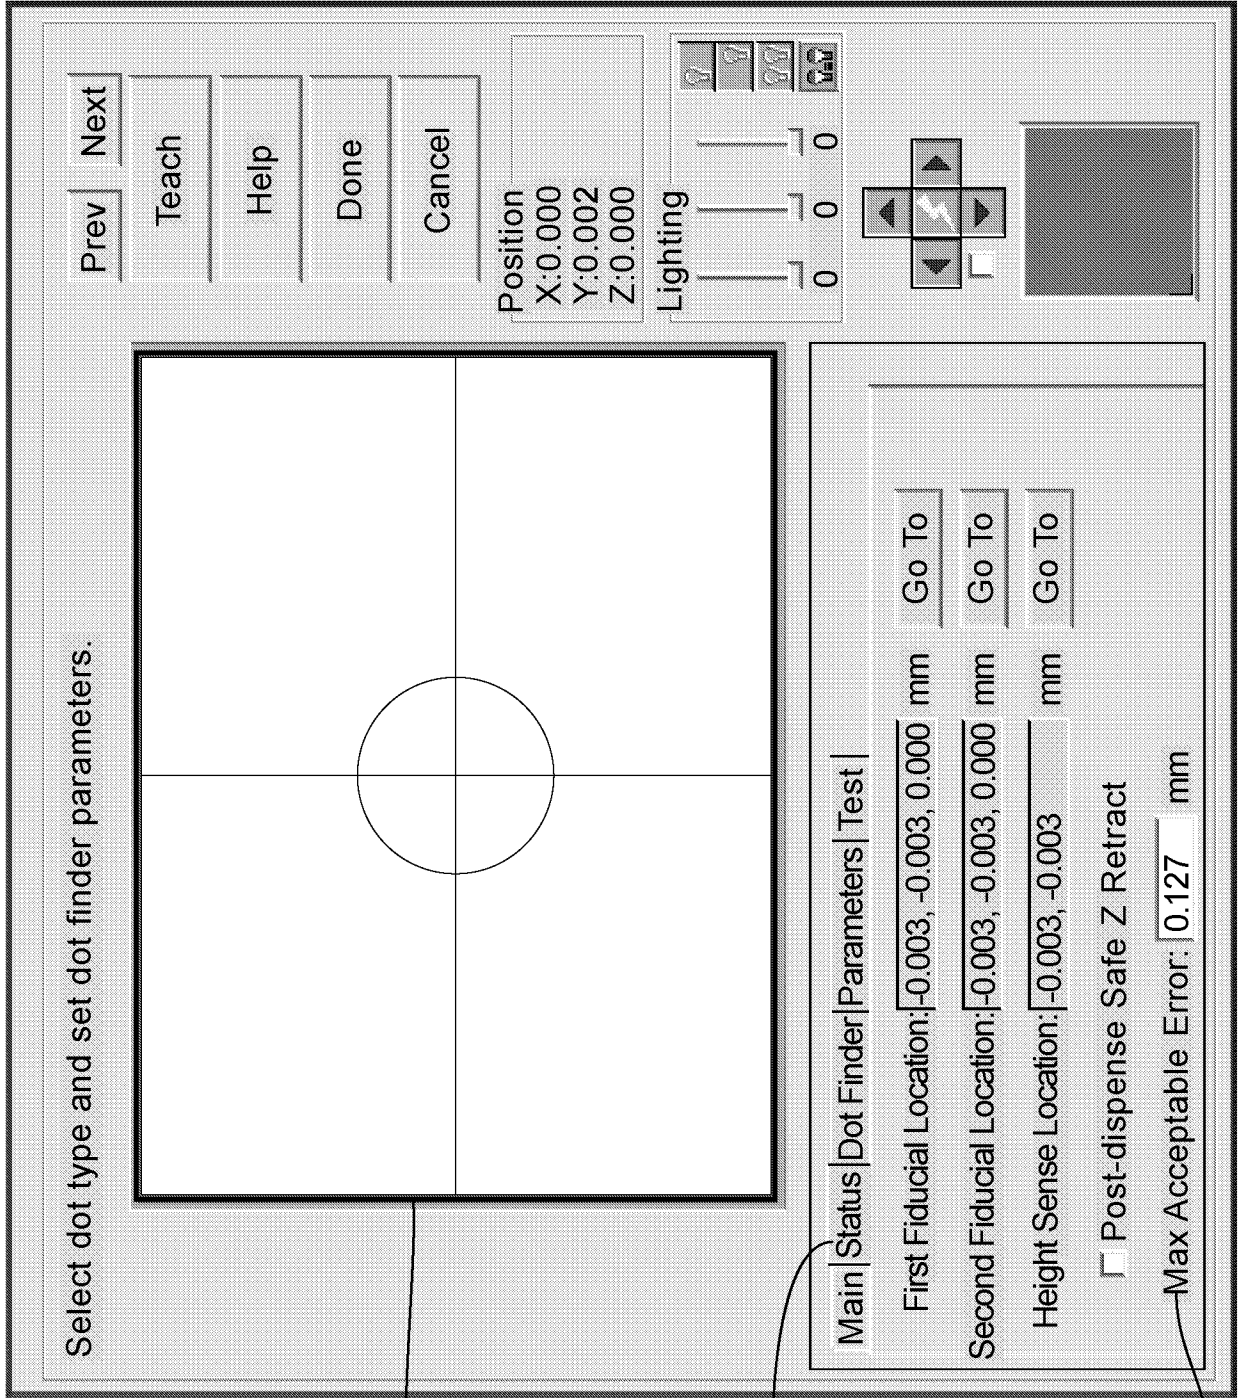 Select dot type and set dot finder parameters.
Prev Next
Teach
Help
Done
Cancel
Position
X:0.000
Y:0.002
Z:0.000
Lighting
0 0 0
Main Status Dot Finder Parameters Test
First Fiducial Location: -0.003, -0.003, 0.000 mm Go To
Second Fiducial Location: -0.003, -0.003, 0.000 mm Go To
Height Sense Location: -0.003, -0.003 mm Go To
Post-dispense Safe Z Retract
Max Acceptable Error: 0.127 mm